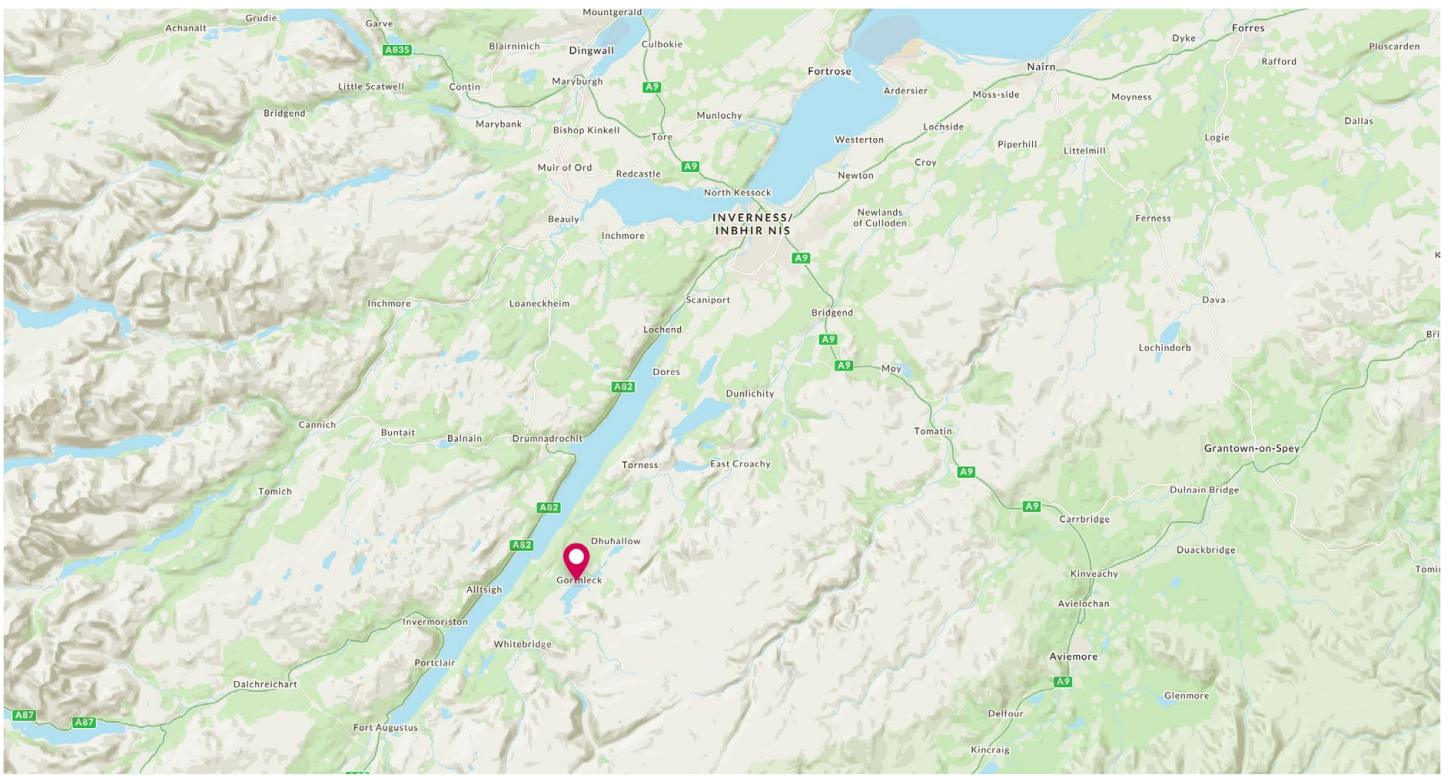 Mountgerald
Grudie
Achanalt
Garve
A835
Blairninich
Dingwall
Culbokie
Forres
Dyke
Pluscarden
Rafford
Nairn
Fortrose
Maryburgh
Little Scatwell
Contin
A9
Ardersier
Moss-side
Moyness
Bridgend
Munlochy
Marybank
Bishop Kinkell
Tore
Lochside
Dallas
Westerton
Piperhill
Littlemill
Logie
Croy
Muir of Ord
Redcastle
A9
Newton
North Kessock
Beauly
INVERNESS/
INBHIR NIS
Newlands
of Culloden
Ferness
Inchmore
A9
Inchmore
Loaneckheim
Scaniport
Bridgend
Dava
Lochend
A9
Lochindorb
Bri
A9
Moy
Dores
A82
Dunlichity
Cannich
Buntait
Balnain
Drumnadrochit
Tomatin
Grantown-on-Spey
Torness
East Croachy
A9
Tomich
Dulnain Bridge
A82
A9
Carrbridge
A82
Dhuhallow
Duackbridge
Gorthleck
Kinveachy
Tomi
Alltsigh
Avielochan
Invermoriston
Whitebridge
Portclair
Aviemore
Dalchreichart
A9
Glenmore
A87
A87
Fort Augustus
Delfour
Kincraig